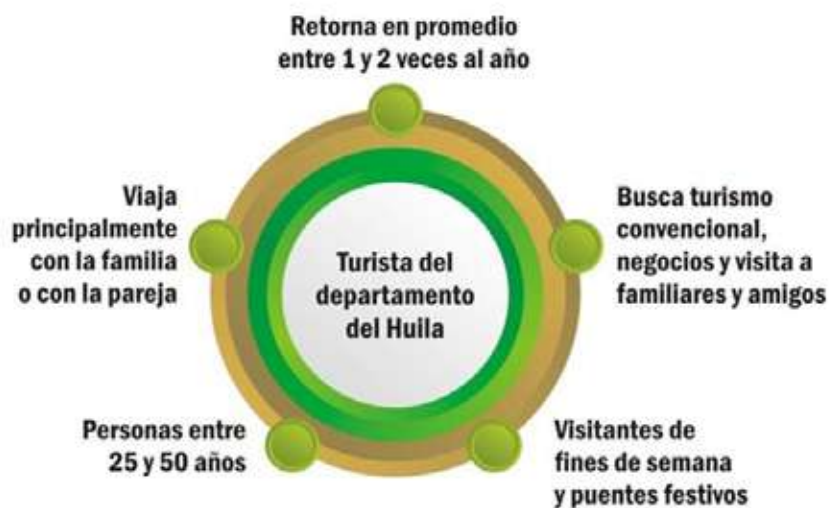 Retorna en promedio
entre 1 y 2 veces al año
Viaja
principalmente
con la familia
o con la pareja
Busca turismo
convencional,
negocios y visita a
familiares y amigos
Turista del
departamento
del Huila
Personas entre
25 y 50 años
Visitantes de
fines de semana
y puentes festivos